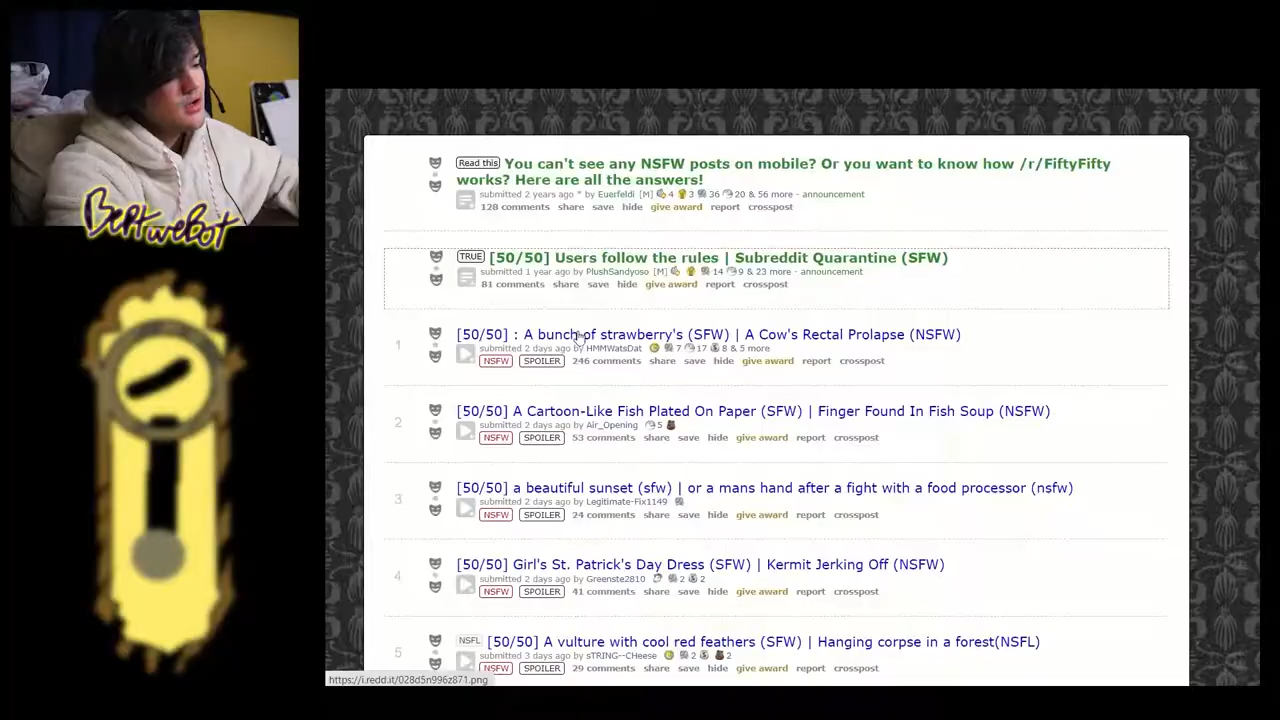 Bertwebot
Read this You can't see any NSFW posts on mobile? Or you want to know how /r/FiftyFifty
works? Here are all the answers!
submitted 2 years ago * by Euerfeldi [M] 4 3 36 20 & 56 more - announcement
128 comments share save hide give award report crosspost
TRUE [50/50] Users follow the rules | Subreddit Quarantine (SFW)
submitted 1 year ago by PlushSandyoso [M] 14 9 & 23 more - announcement
81 comments share save hide give award report crosspost
1 [50/50] : A bunch of strawberry's (SFW) | A Cow's Rectal Prolapse (NSFW)
submitted 2 days ago by HMMWatsDat 7 17 8 & 5 more
NSFW SPOILER 246 comments share save hide give award report crosspost
2 [50/50] A Cartoon-Like Fish Plated On Paper (SFW) | Finger Found In Fish Soup (NSFW)
submitted 2 days ago by Air_Opening 5
NSFW SPOILER 53 comments share save hide give award report crosspost
3 [50/50] a beautiful sunset (sfw) | or a mans hand after a fight with a food processor (nsfw)
submitted 2 days ago by Legitimate-Fix1149
NSFW SPOILER 24 comments share save hide give award report crosspost
4 [50/50] Girl's St. Patrick's Day Dress (SFW) | Kermit Jerking Off (NSFW)
submitted 2 days ago by Greenste2810 2 2
NSFW SPOILER 41 comments share save hide give award report crosspost
5 NSFL [50/50] A vulture with cool red feathers (SFW) | Hanging corpse in a forest(NSFL)
submitted 3 days ago by sTRING--CHeese 2 2
NSFW SPOILER 29 comments share save hide give award report crosspost
https://i.redd.it/028d5n996z871.png